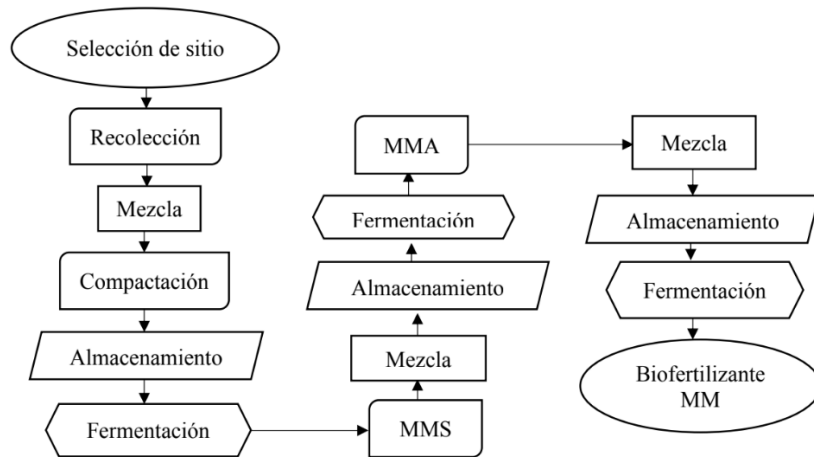 Selección de sitio
Recolección
Mezcla
Compactación
Almacenamiento
Fermentación
MMS
Mezcla
Almacenamiento
Fermentación
MMA
Mezcla
Almacenamiento
Fermentación
Biofertilizante
MM